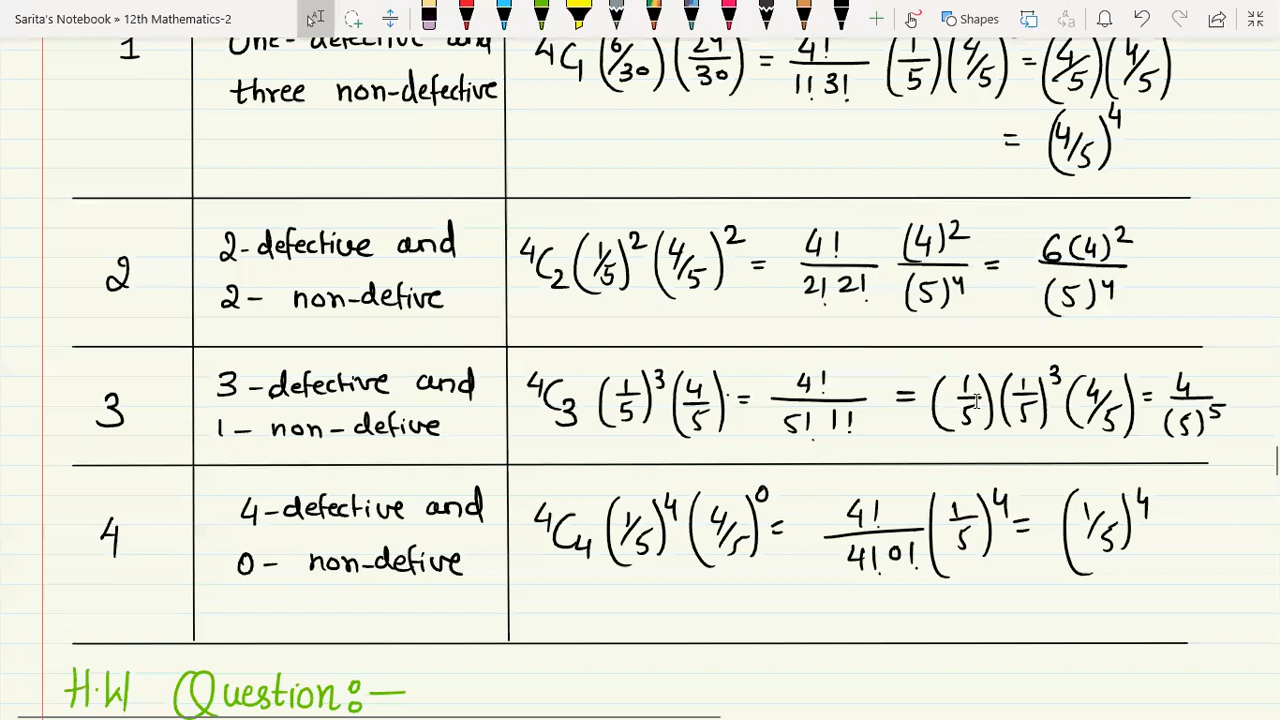 Sarita's Notebook » 12th Mathematics-2
Shapes
1 One-defective and ⁴C₁ (6/30) (24/30) = 4!/1! 3! (1/5) (4/5) = (4/5) (4/5)
three non-defective
= (4/5)⁴
2 2-defective and ⁴C₂ (1/5)² (4/5)² = 4!/2! 2! (4)²/(5)⁴ = 6(4)²/(5)⁴
2- non-defive
3 3-defective and ⁴C₃ (1/5)³ (4/5) = 4!/5! 1! = (1/5) (1/5)³ (4/5) = 4/(5)⁵
1- non-defive
4 4-defective and ⁴C₄ (1/5)⁴ (4/5)⁰ = 4!/4! 0! (1/5)⁴ = (1/5)⁴
0- non-defive
H.W Question:-